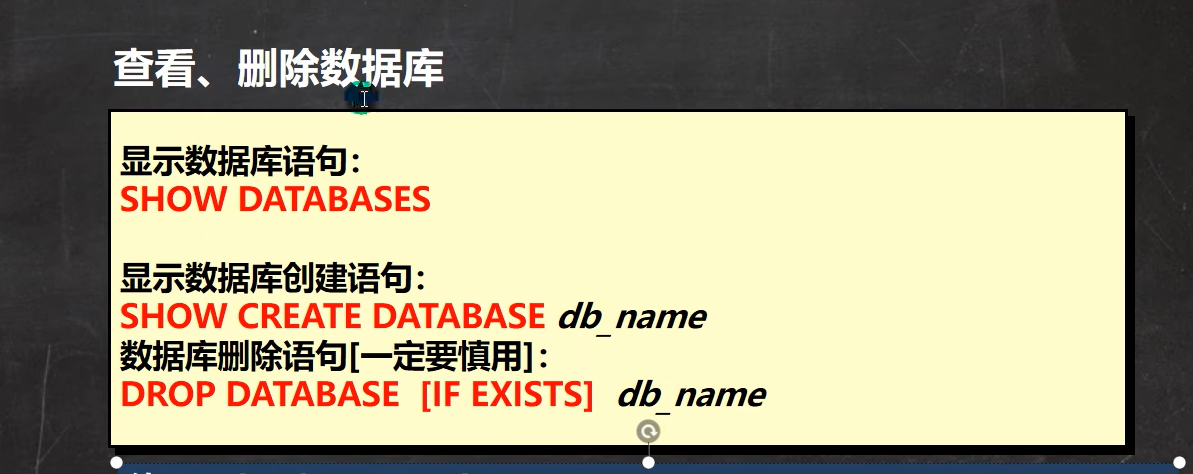 查看、删除数据库
显示数据库语句：
SHOW DATABASES
显示数据库创建语句：
SHOW CREATE DATABASE db_name
数据库删除语句[一定要慎用]：
DROP DATABASE [IF EXISTS] db_name